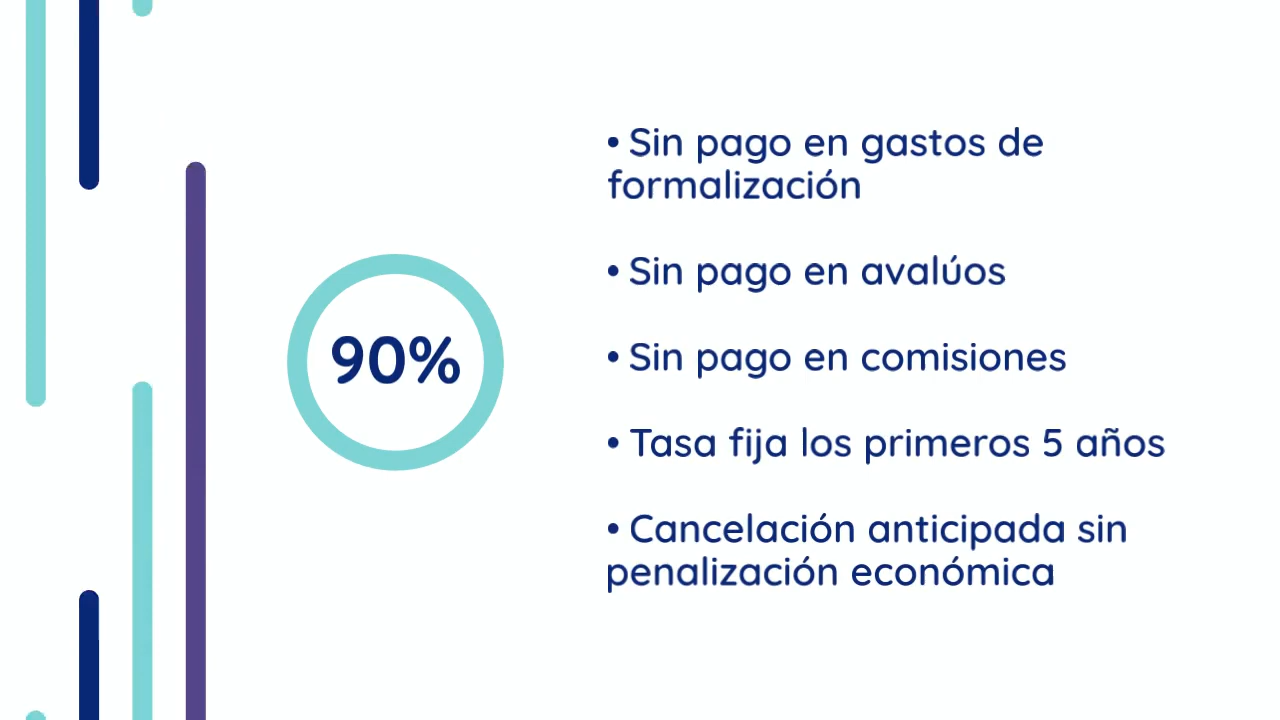 90%
• Sin pago en gastos de
formalización
• Sin pago en avalúos
• Sin pago en comisiones
• Tasa fija los primeros 5 años
• Cancelación anticipada sin
penalización económica